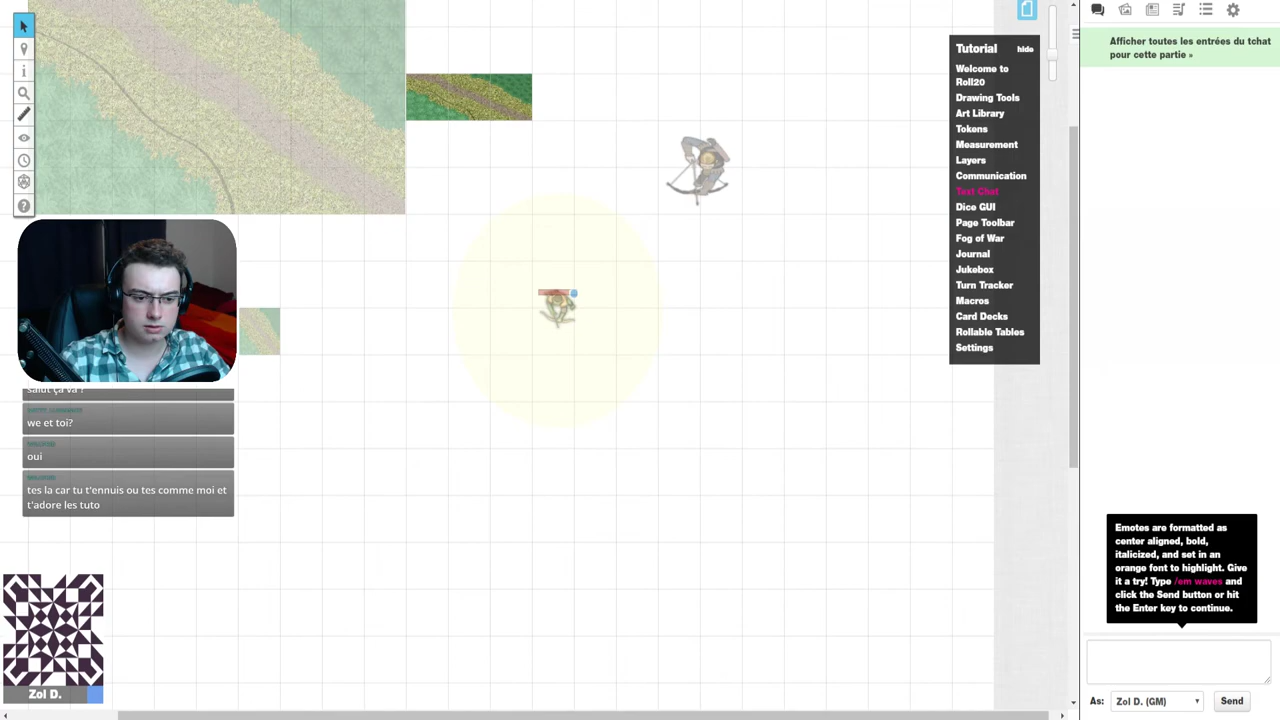 Tutorial
hide
Welcome to
Roll20
Drawing Tools
Art Library
Tokens
Measurement
Layers
Communication
Text Chat
Dice GUI
Page Toolbar
Fog of War
Journal
Jukebox
Turn Tracker
Macros
Card Decks
Rollable Tables
Settings
Afficher toutes les entrées du tchat
pour cette partie »
salut ça va ?
we et toi?
oui
tes la car tu t'ennuis ou tes comme moi et
t'adore les tuto
Emotes are formatted as
center aligned, bold,
italicized, and set in an
orange font to highlight. Give
it a try! Type /em waves and
click the Send button or hit
the Enter key to continue.
Zol D.
As:
Zol D. (GM)
Send